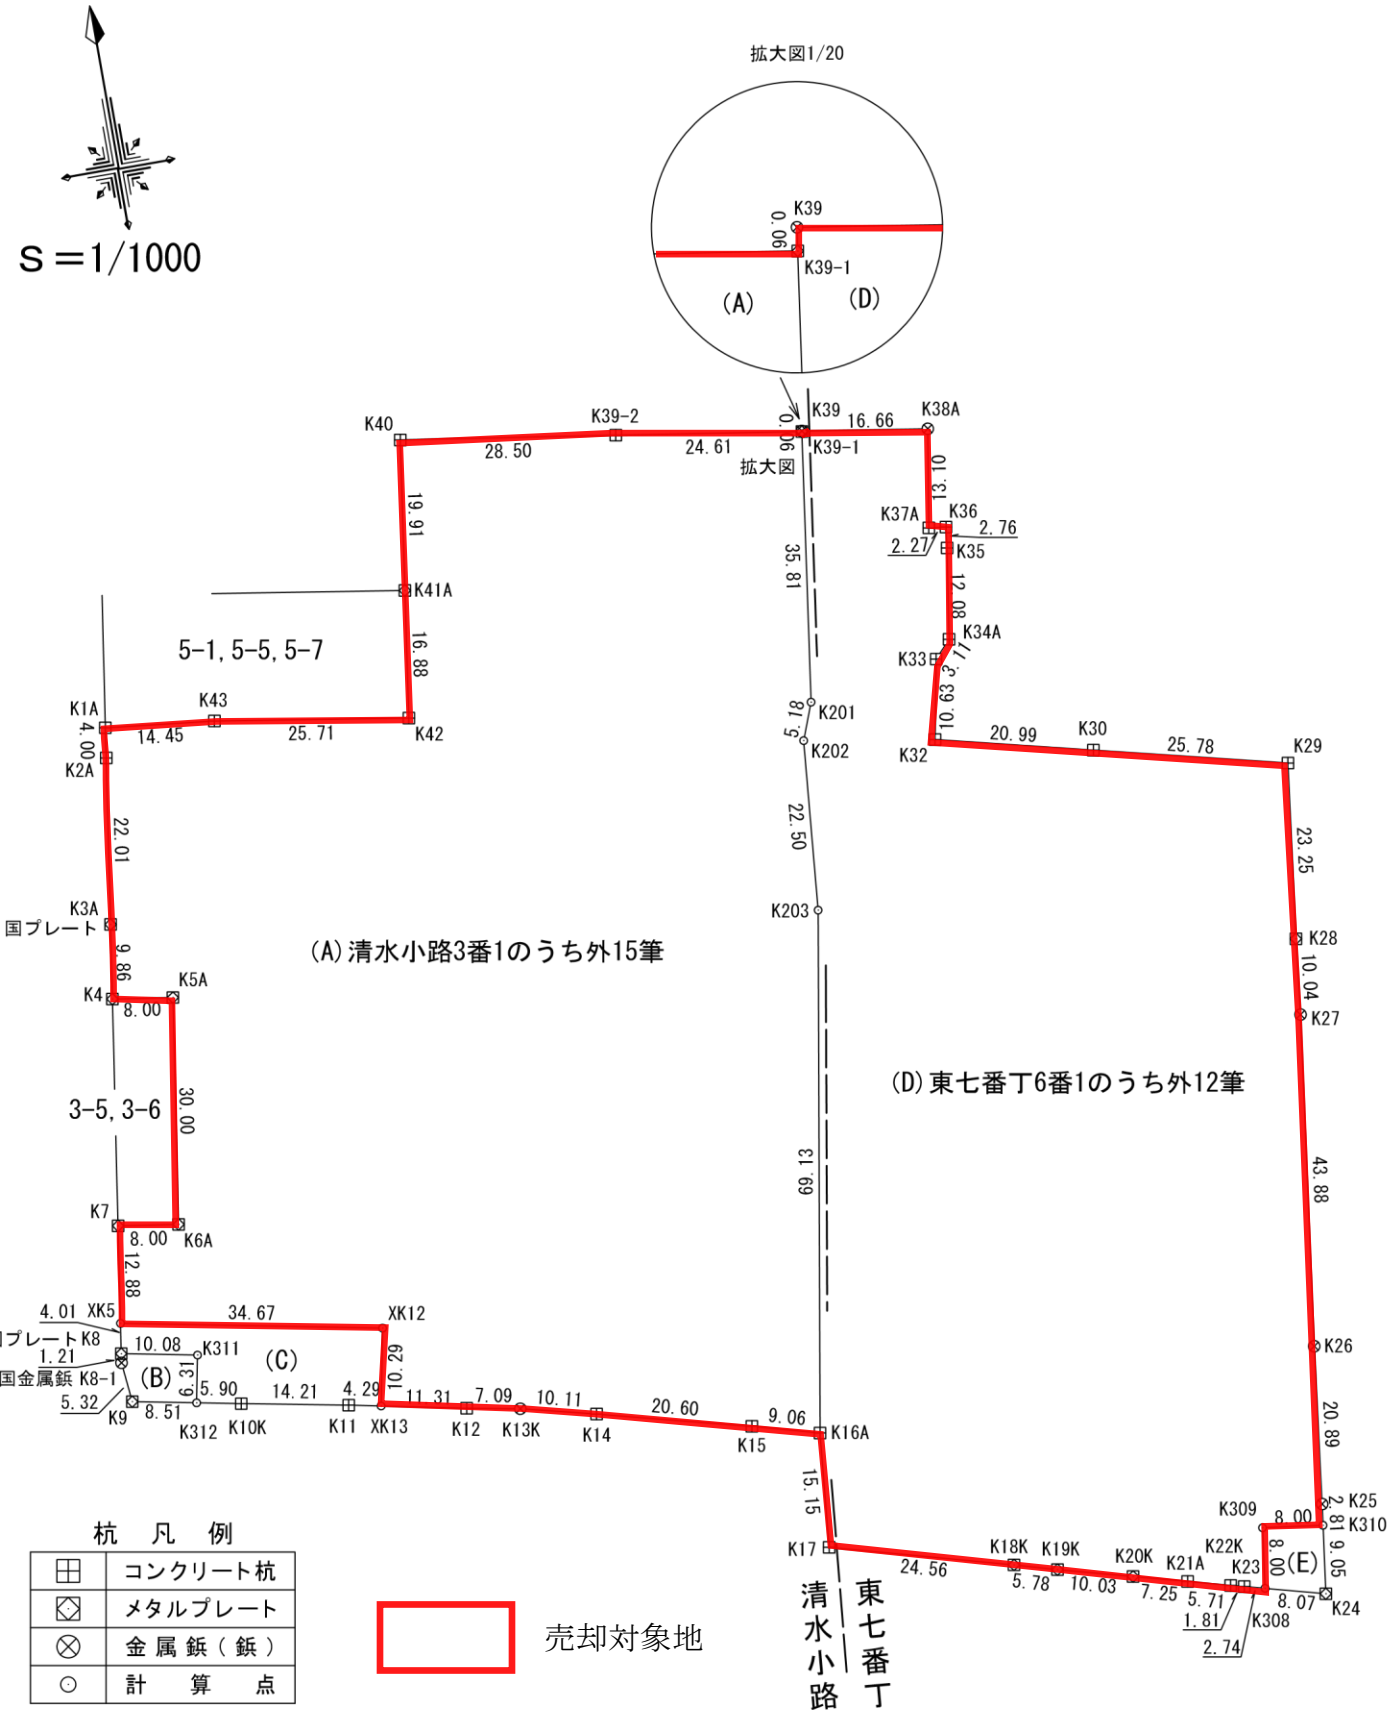 拡大図1/20
S=1/1000
K39
0.06
K39-1
(A)
(D)
K40
K39-2
K39
K38A
28.50
24.61
0.06
K39-1
16.66
拡大図
13.10
19.91
K37A
K36
2.27
2.76
K35
35.81
12.08
K41A
5-1, 5-5, 5-7
16.88
K34A
K33
3.11
K1A
K43
K201
10.63
4.00
14.45
25.71
K42
5.18
K202
K32
20.99
K30
25.78
K29
K2A
22.01
22.50
23.25
K3A
国プレート
K203
9.86
(A)清水小路3番1のうち外15筆
K28
10.04
K4
K5A
8.00
K27
30.00
(D)東七番丁6番1のうち外12筆
3-5, 3-6
69.13
43.88
K7
8.00
K6A
12.88
4.01
XK5
34.67
XK12
プレートK8
10.08
K311
(C)
10.29
K26
1.21
国金属鋲 K8-1
(B)
6.31
5.32
K9
8.51
5.90
14.21
4.29
11.31
7.09
10.11
20.60
9.06
K16A
K312
K10K
K11
XK13
K12
K13K
K14
K15
20.89
15.15
K25
2.81
K309
8.00
K310
K17
24.56
K18K
K19K
K20K
K21A
K22K
K23
8.00
(E)
9.05
5.78
10.03
7.25
5.71
1.81
2.74
K308
8.07
K24
清水小路
東七番丁
杭 凡 例
コンクリート杭
メタルプレート
金属鋲(鋲)
計 算 点
売却対象地